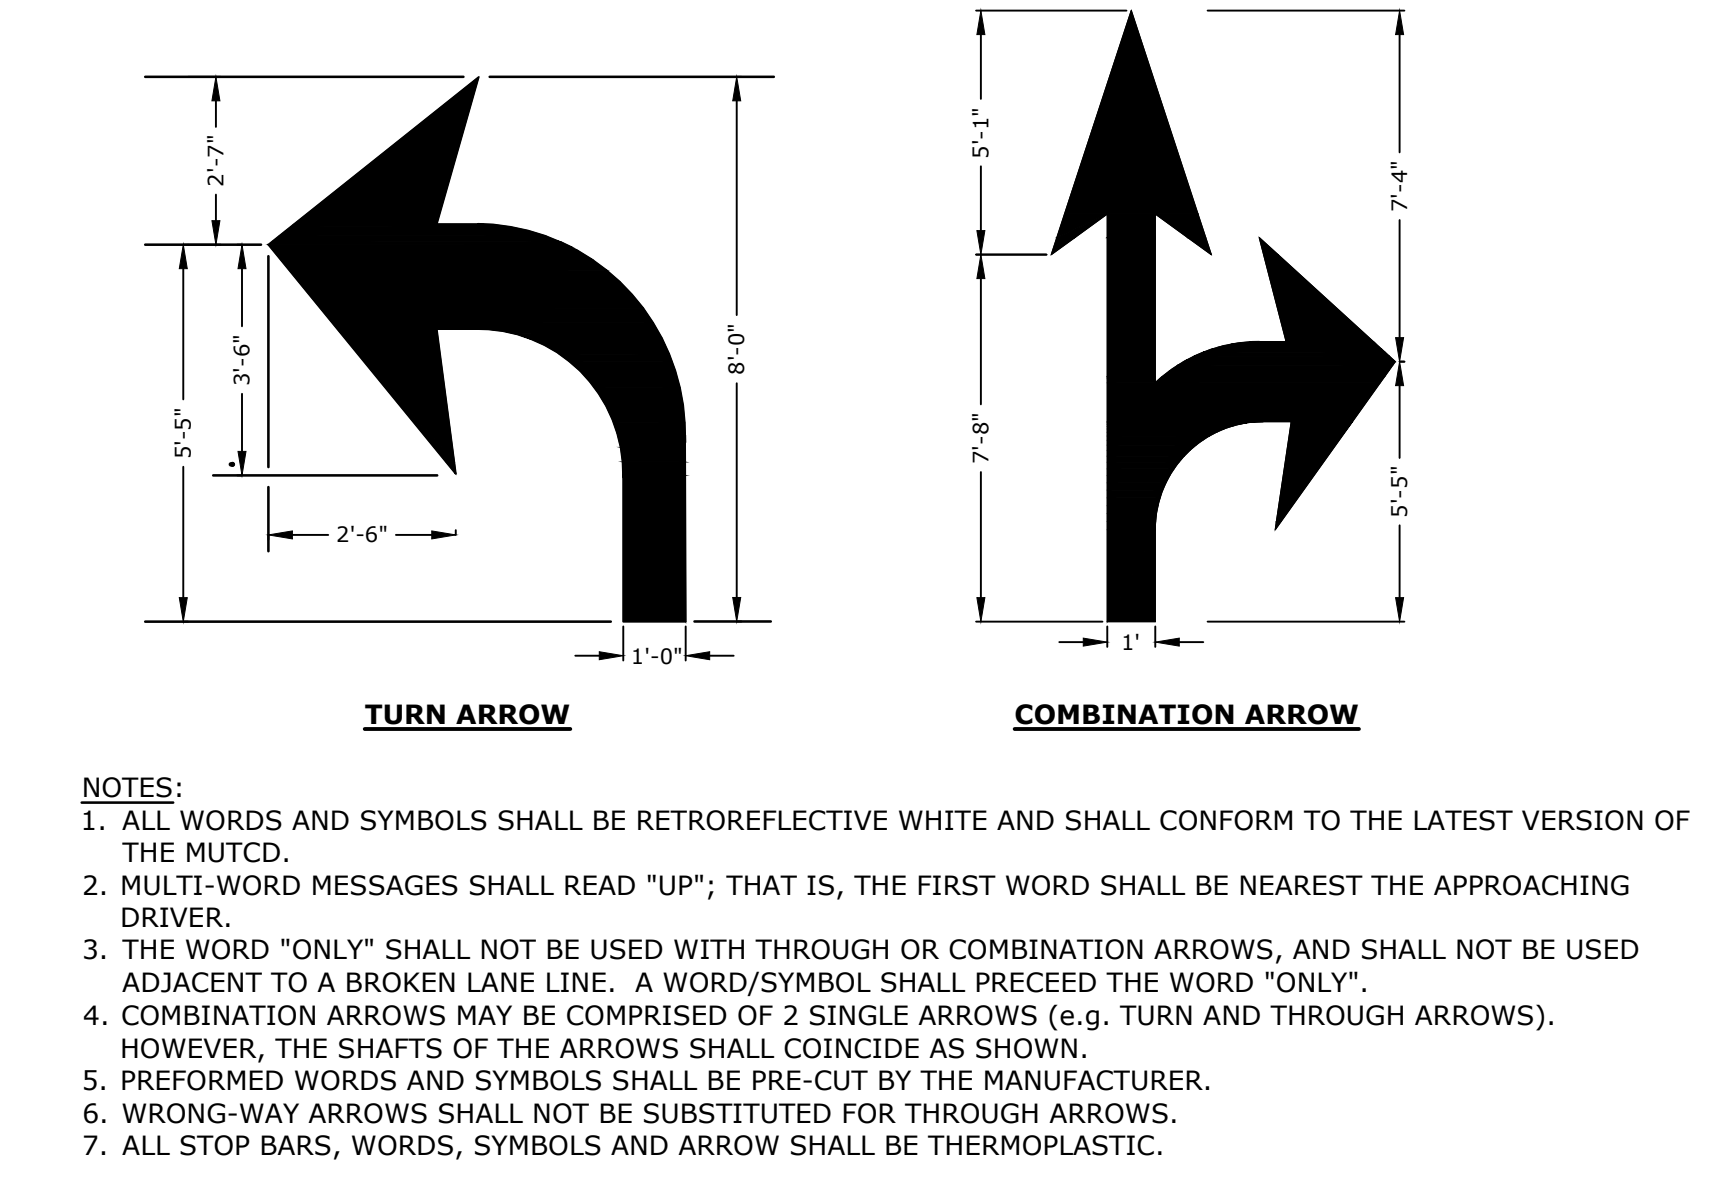 5'-1"
2'-7"
7'-4"
8'-0"
3'-6"
5'-5"
7'-8"
5'-5"
2'-6"
1'
1'-0"
TURN ARROW
COMBINATION ARROW
NOTES:
1. ALL WORDS AND SYMBOLS SHALL BE RETROREFLECTIVE WHITE AND SHALL CONFORM TO THE LATEST VERSION OF
THE MUTCD.
2. MULTI-WORD MESSAGES SHALL READ "UP"; THAT IS, THE FIRST WORD SHALL BE NEAREST THE APPROACHING
DRIVER.
3. THE WORD "ONLY" SHALL NOT BE USED WITH THROUGH OR COMBINATION ARROWS, AND SHALL NOT BE USED
ADJACENT TO A BROKEN LANE LINE. A WORD/SYMBOL SHALL PRECEED THE WORD "ONLY".
4. COMBINATION ARROWS MAY BE COMPRISED OF 2 SINGLE ARROWS (e.g. TURN AND THROUGH ARROWS).
HOWEVER, THE SHAFTS OF THE ARROWS SHALL COINCIDE AS SHOWN.
5. PREFORMED WORDS AND SYMBOLS SHALL BE PRE-CUT BY THE MANUFACTURER.
6. WRONG-WAY ARROWS SHALL NOT BE SUBSTITUTED FOR THROUGH ARROWS.
7. ALL STOP BARS, WORDS, SYMBOLS AND ARROW SHALL BE THERMOPLASTIC.